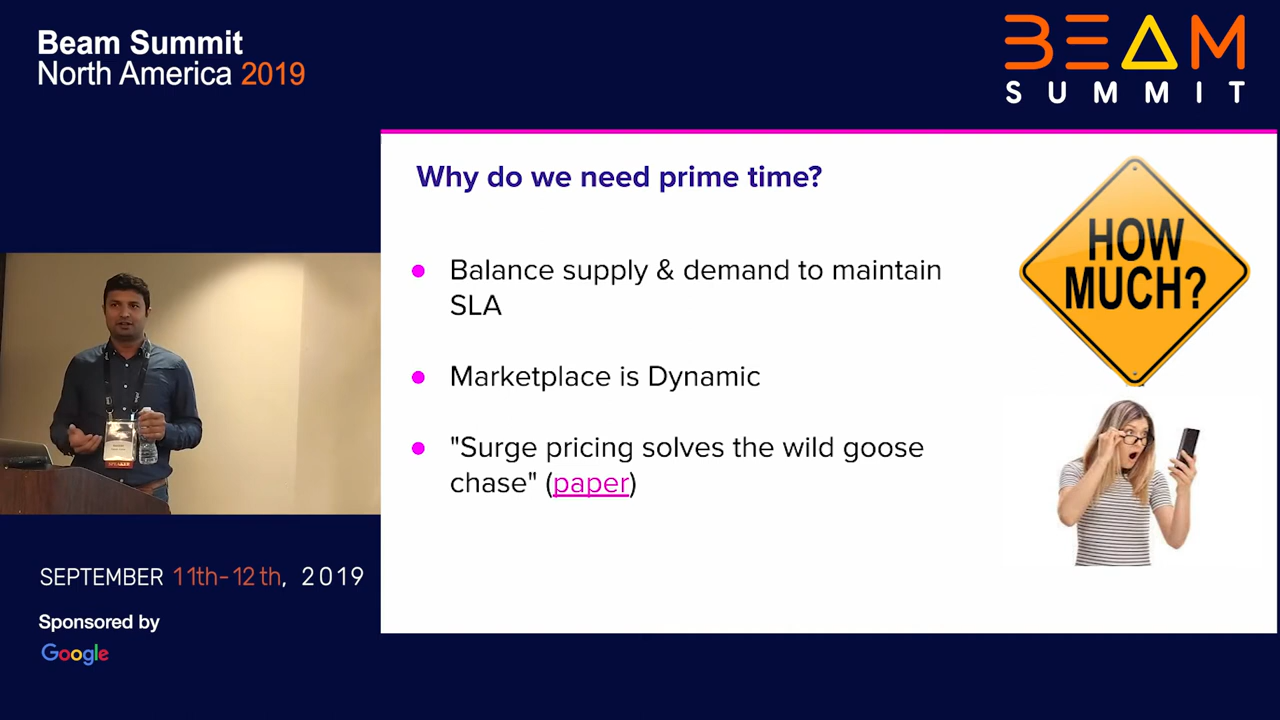 Beam Summit
North America 2019
BEAM
SUMMIT
Why do we need prime time?
Balance supply & demand to maintain
SLA
Marketplace is Dynamic
"Surge pricing solves the wild goose
chase" (paper)
HOW
MUCH?
SPEAKER
SEPTEMBER 11th-12th, 2019
Sponsored by
Google